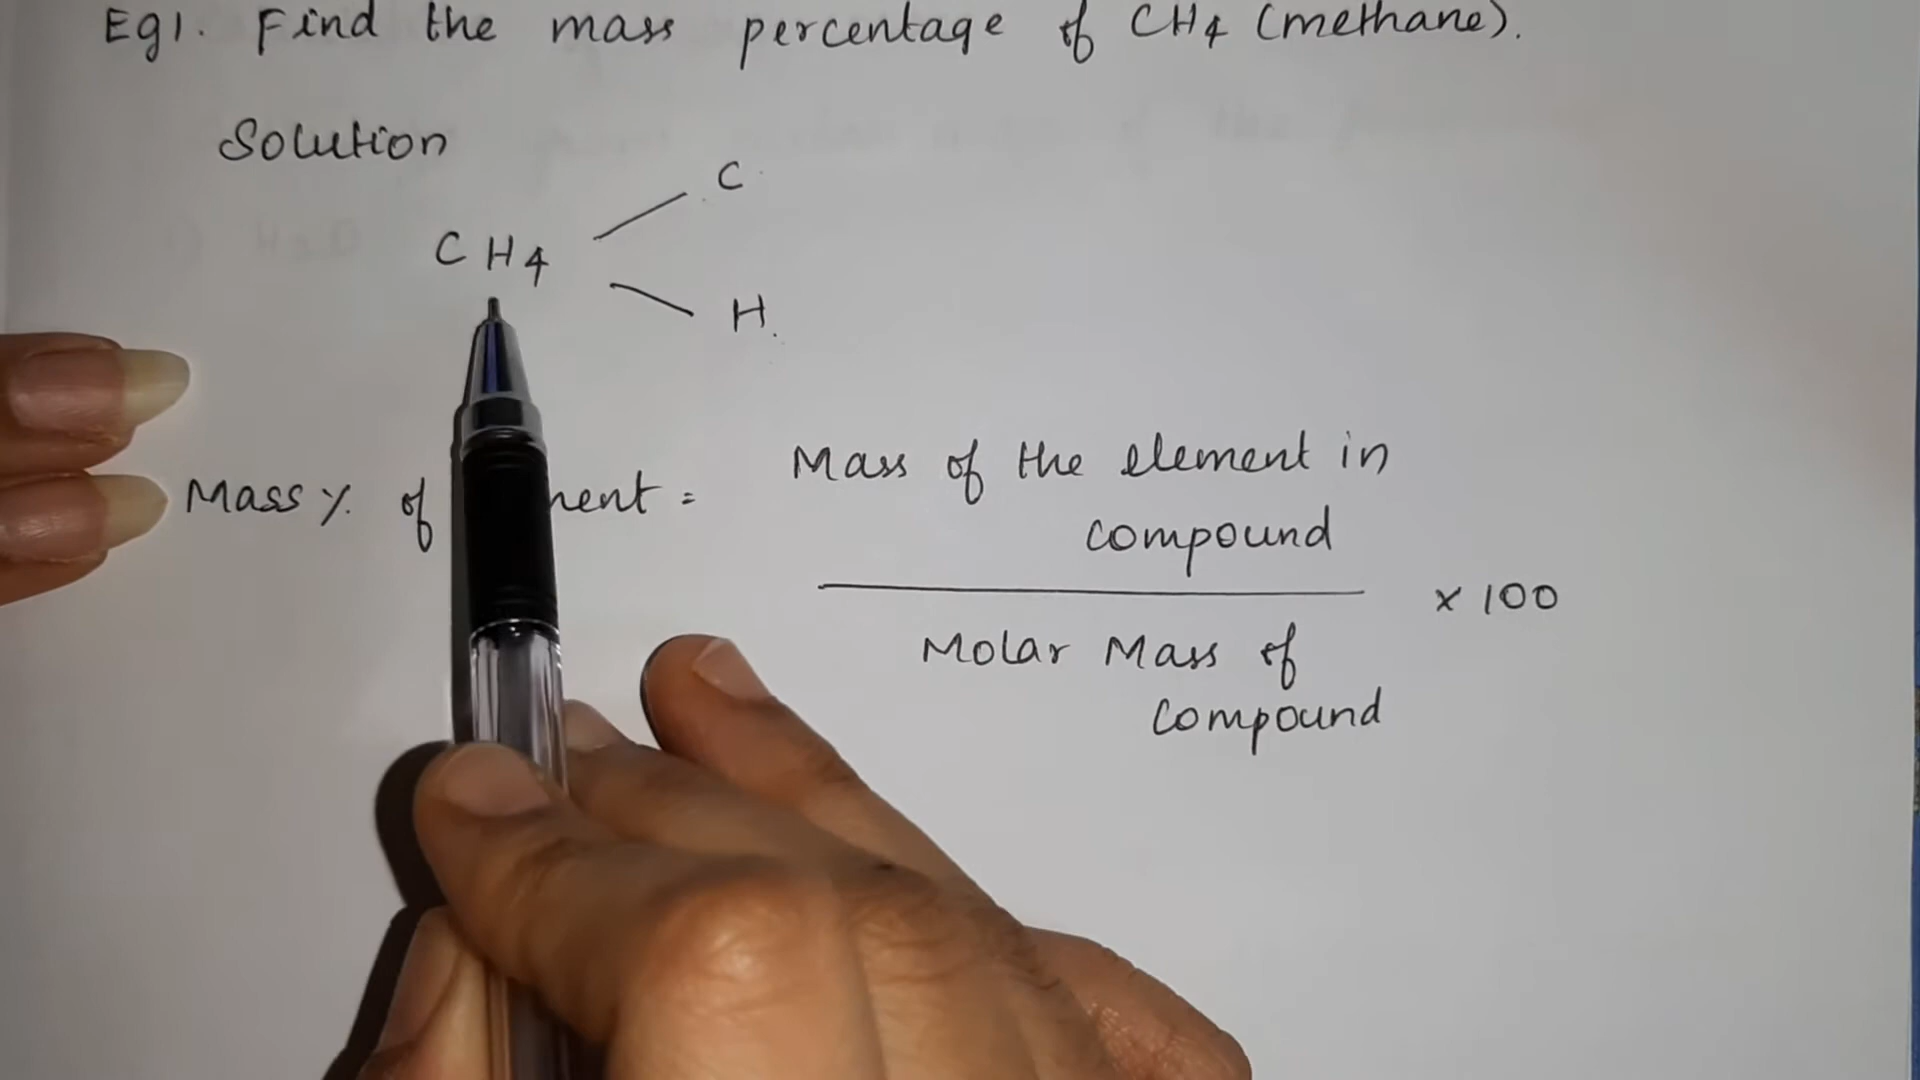 Eg1. Find the mass percentage of CH4 (methane).
Solution
C
CH4
H
Mass % of nent =
Mass of the element in
compound
x 100
Molar Mass of
compound